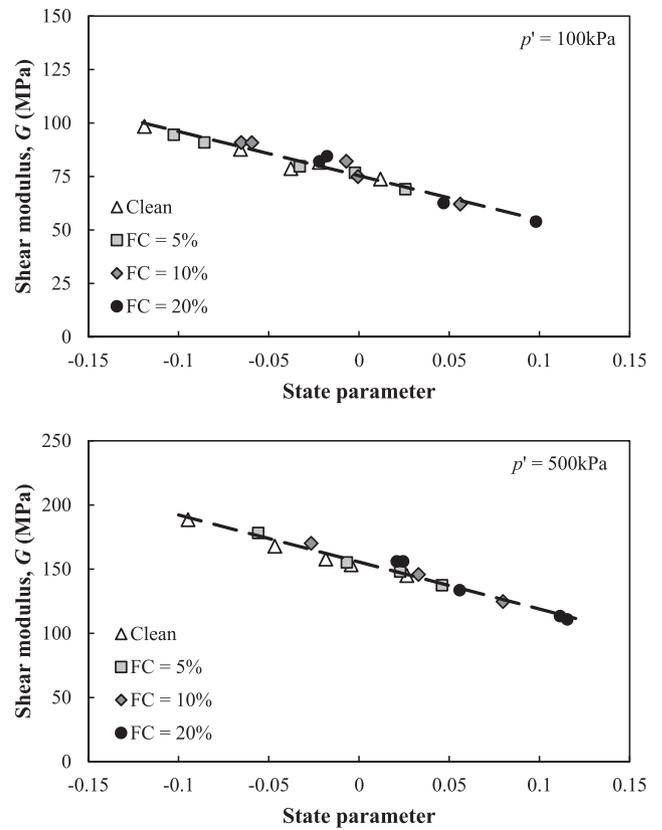 150
p' = 100kPa
125
100
75
50
25
0
Shear modulus, G (MPa)
Clean
FC = 5%
FC = 10%
FC = 20%
-0.15 -0.1 -0.05 0 0.05 0.1 0.15
State parameter
250
p' = 500kPa
200
150
100
50
0
Shear modulus, G (MPa)
Clean
FC = 5%
FC = 10%
FC = 20%
-0.15 -0.1 -0.05 0 0.05 0.1 0.15
State parameter